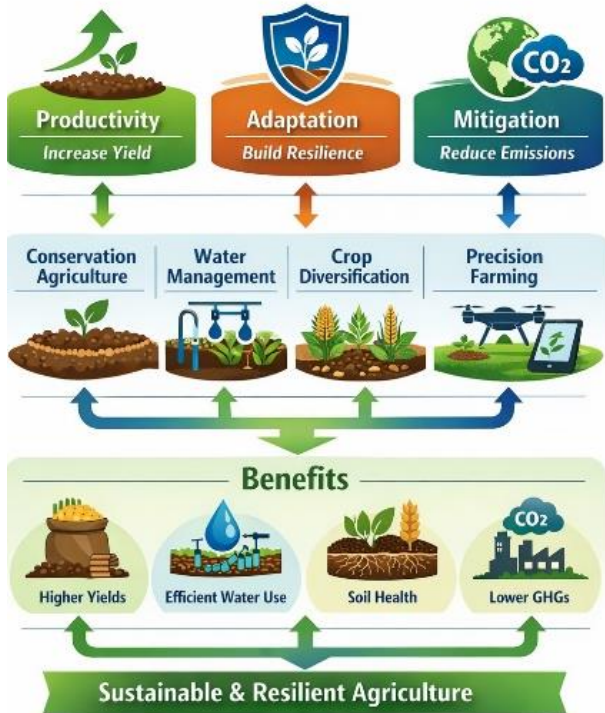 CO₂
Productivity
Increase Yield
Adaptation
Build Resilience
Mitigation
Reduce Emissions
Conservation
Agriculture
Water
Management
Crop
Diversification
Precision
Farming
Benefits
CO₂
Higher Yields
Efficient Water Use
Soil Health
Lower GHGs
Sustainable & Resilient Agriculture